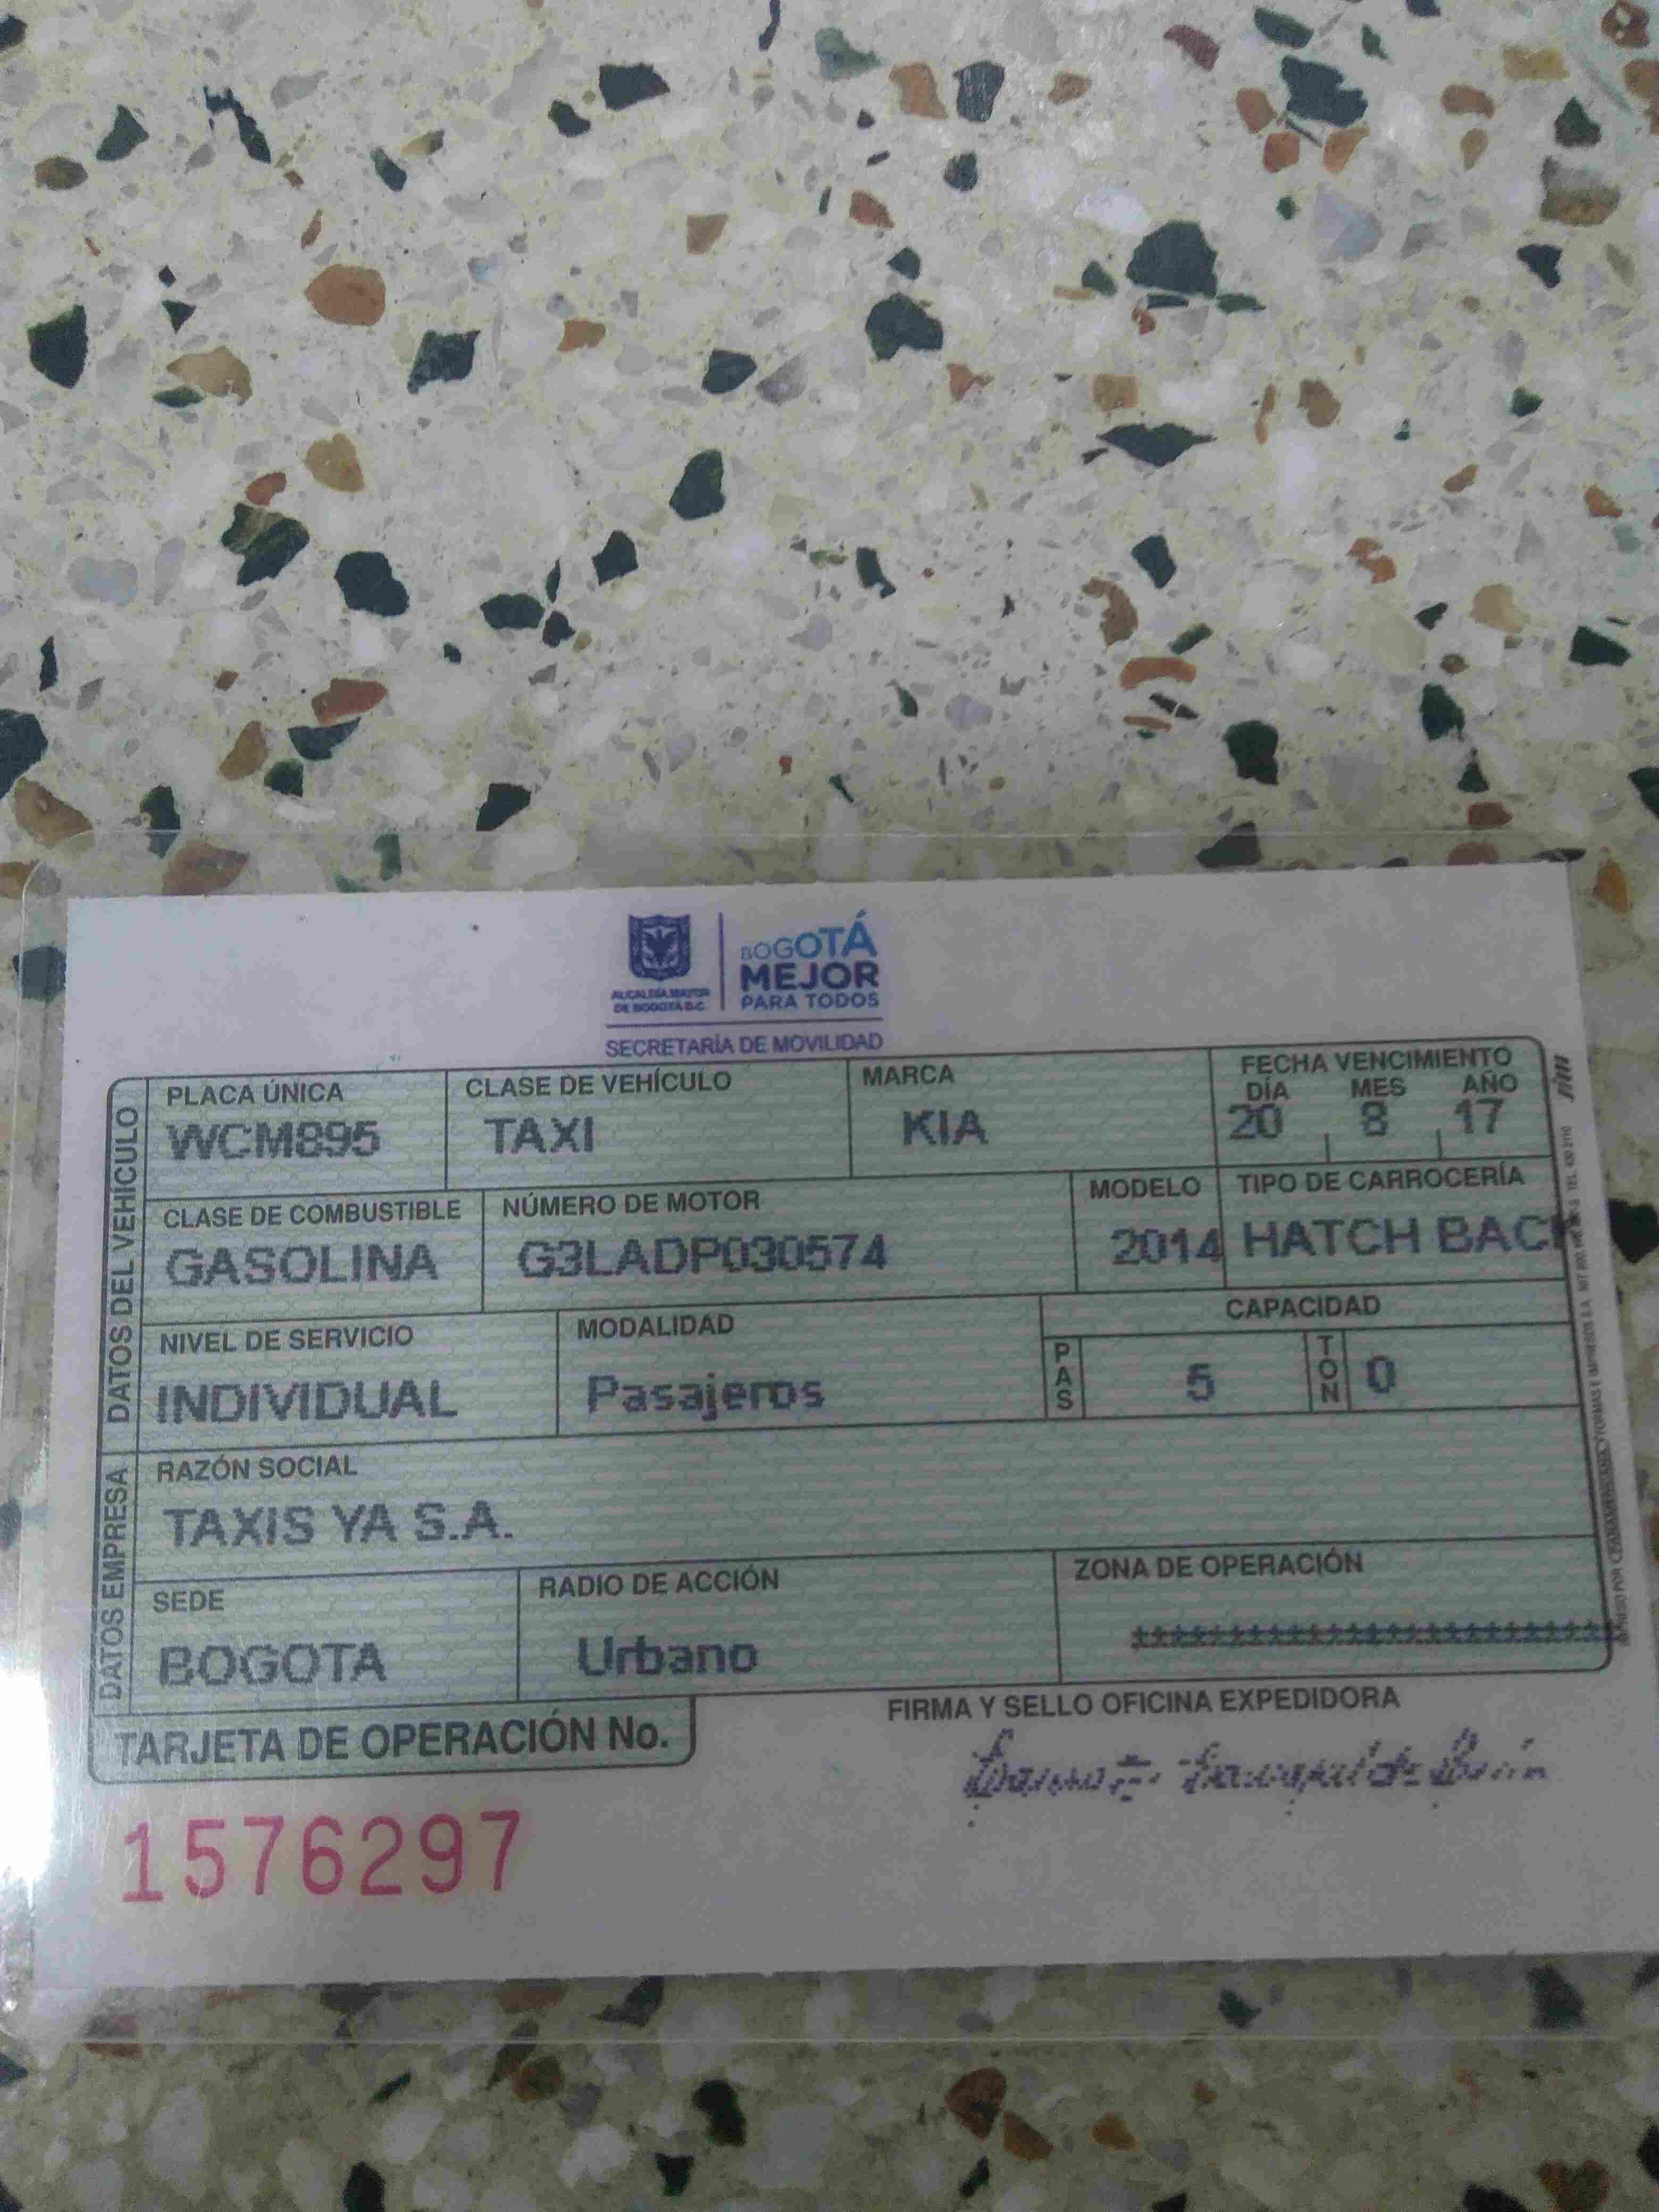 ALCALDÍA MAYOR
DE BOGOTÁ D.C.
BOGOTÁ
MEJOR
PARA TODOS
SECRETARÍA DE MOVILIDAD
DATOS DEL VEHÍCULO
PLACA ÚNICA
WCM895
CLASE DE VEHÍCULO
TAXI
MARCA
KIA
FECHA VENCIMIENTO
DÍA MES AÑO
20 8 17
CLASE DE COMBUSTIBLE
GASOLINA
NÚMERO DE MOTOR
G3LADP030574
MODELO
2014
TIPO DE CARROCERÍA
HATCH BACK
NIVEL DE SERVICIO
INDIVIDUAL
MODALIDAD
Pasajeros
CAPACIDAD
PAS 5 TON 0
DATOS EMPRESA
RAZÓN SOCIAL
TAXIS YA S.A.
SEDE
BOGOTA
RADIO DE ACCIÓN
Urbano
ZONA DE OPERACIÓN
TARJETA DE OPERACIÓN No.
1576297
FIRMA Y SELLO OFICINA EXPEDIDORA